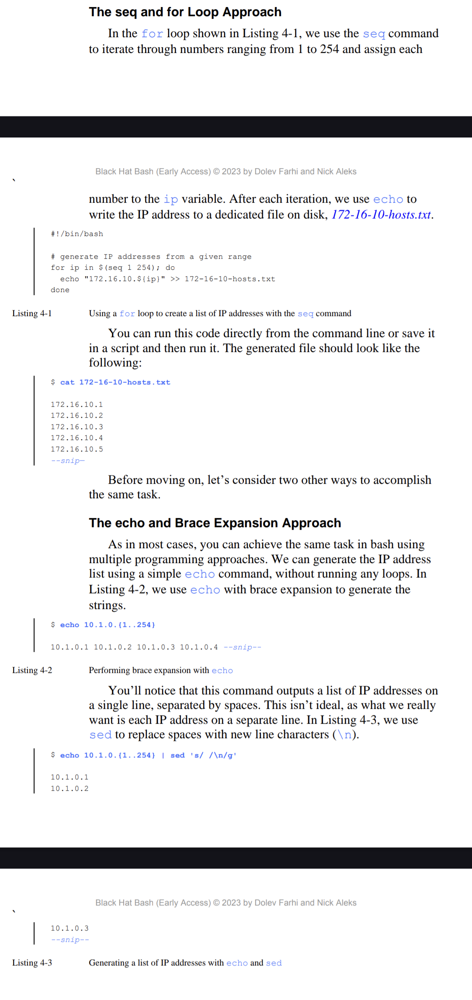 The seq and for Loop Approach
In the for loop shown in Listing 4-1, we use the seq command
to iterate through numbers ranging from 1 to 254 and assign each
Black Hat Bash (Early Access) © 2023 by Dolev Farhi and Nick Aleks
`
number to the ip variable. After each iteration, we use echo to
write the IP address to a dedicated file on disk, 172-16-10-hosts.txt.
#!/bin/bash
# generate IP addresses from a given range
for ip in $(seq 1 254); do
  echo "172.16.10.${ip}" >> 172-16-10-hosts.txt
done
Listing 4-1 Using a for loop to create a list of IP addresses with the seq command
You can run this code directly from the command line or save it
in a script and then run it. The generated file should look like the
following:
$ cat 172-16-10-hosts.txt
172.16.10.1
172.16.10.2
172.16.10.3
172.16.10.4
172.16.10.5
--snip—
Before moving on, let’s consider two other ways to accomplish
the same task.
The echo and Brace Expansion Approach
As in most cases, you can achieve the same task in bash using
multiple programming approaches. We can generate the IP address
list using a simple echo command, without running any loops. In
Listing 4-2, we use echo with brace expansion to generate the
strings.
$ echo 10.1.0.{1..254}
10.1.0.1 10.1.0.2 10.1.0.3 10.1.0.4 --snip--
Listing 4-2 Performing brace expansion with echo
You’ll notice that this command outputs a list of IP addresses on
a single line, separated by spaces. This isn’t ideal, as what we really
want is each IP address on a separate line. In Listing 4-3, we use
sed to replace spaces with new line characters (\n).
$ echo 10.1.0.{1..254} | sed 's/ /\n/g'
10.1.0.1
10.1.0.2
Black Hat Bash (Early Access) © 2023 by Dolev Farhi and Nick Aleks
`
10.1.0.3
--snip--
Listing 4-3 Generating a list of IP addresses with echo and sed